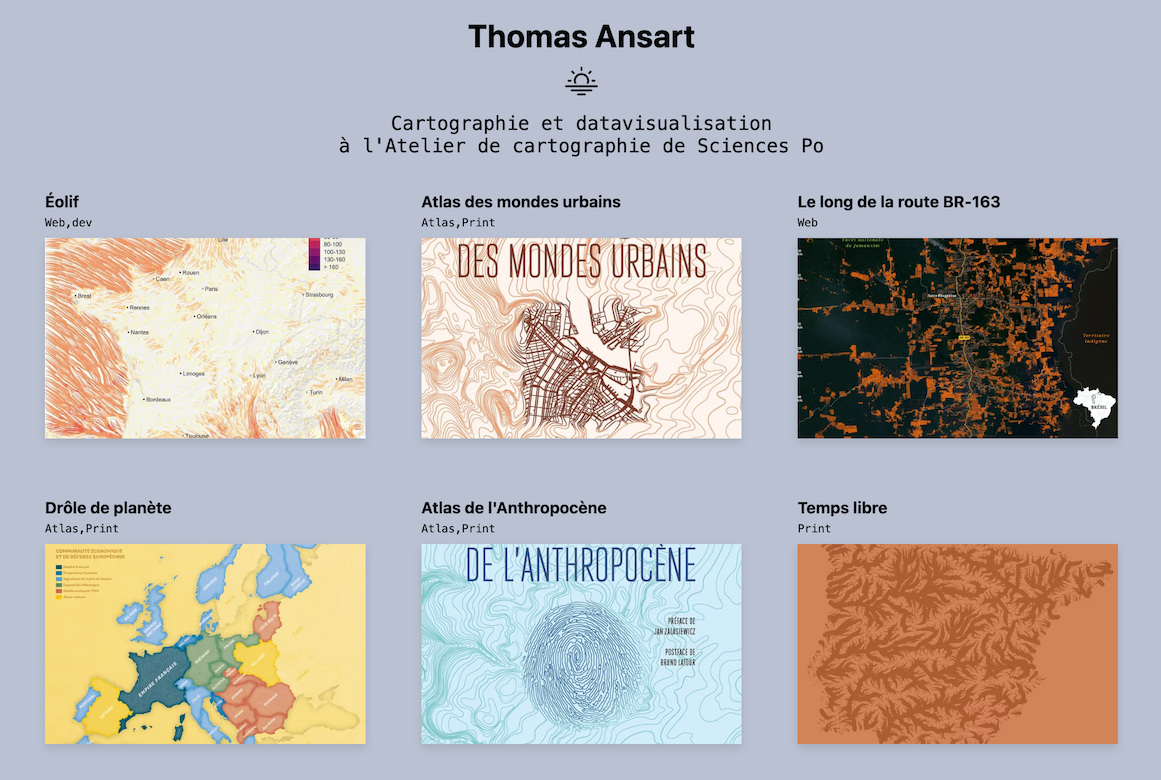 Thomas Ansart
Cartographie et datavisualisation
à l'Atelier de cartographie de Sciences Po
Éolif
Web,dev
Atlas des mondes urbains
Atlas,Print
Le long de la route BR-163
Web
Lille
80-100
100-130
130-160
> 160
Caen
Rouen
Paris
Brest
Strasbourg
Rennes
Orléans
Nantes
Dijon
Genève
Limoges
Lyon
Milan
Turin
Bordeaux
Toulouse
DES MONDES URBAINS
Territoire
indigène
BRÉSIL
Drôle de planète
Atlas,Print
Atlas de l'Anthropocène
Atlas,Print
Temps libre
Print
COMMUNAUTÉ ÉCONOMIQUE
ET DE DÉFENSE EUROPÉENNE
EMPIRE FRANÇAIS
DE L'ANTHROPOCÈNE
PRÉFACE DE
JAN ZALASIEWICZ
POSTFACE DE
BRUNO LATOUR